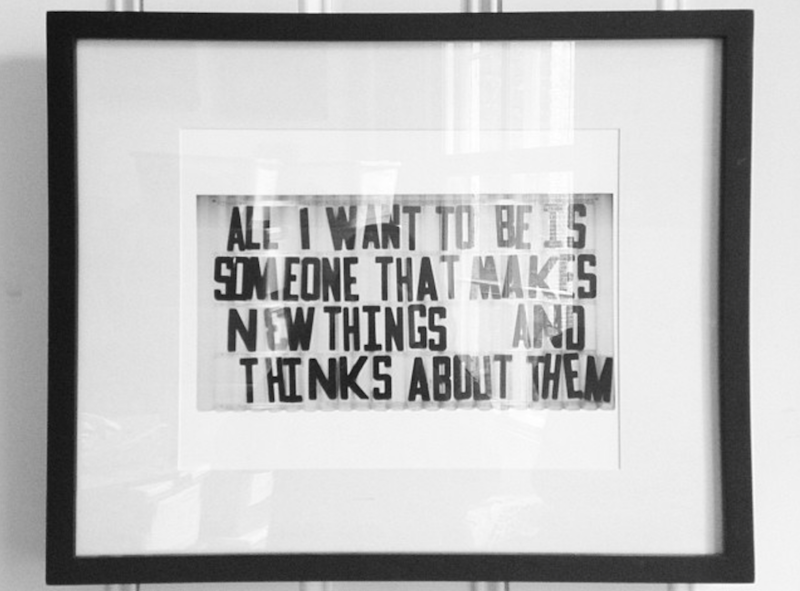 ALL I WANT TO BE IS
SOMEONE THAT MAKES
NEW THINGS AND
THINKS ABOUT THEM